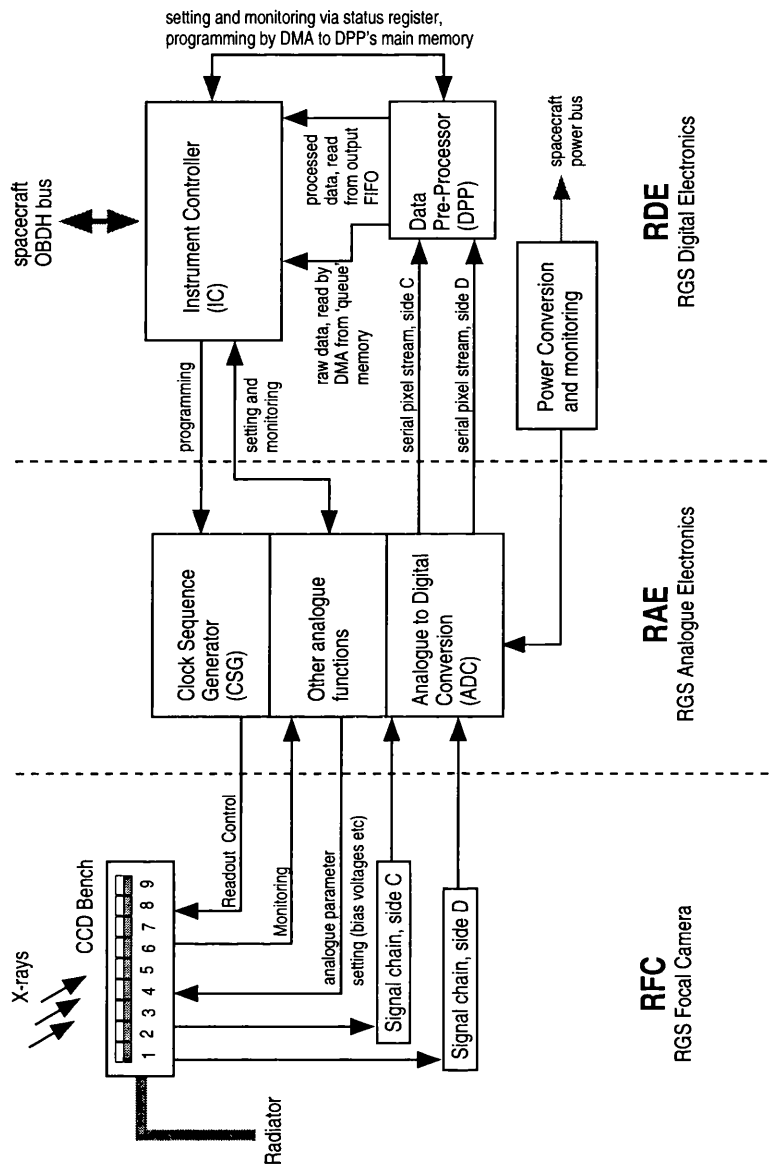 X-rays
CCD Bench
1 2 3 4 5 6 7 8 9
Radiator
Readout Control
Monitoring
analogue parameter
setting (bias voltages etc)
Signal chain, side C
Signal chain, side D
RFC
RGS Focal Camera
Clock Sequence
Generator
(CSG)
Other analogue
functions
Analogue to Digital
Conversion
(ADC)
RAE
RGS Analogue Electronics
programming
setting and
monitoring
serial pixel stream, side C
serial pixel stream, side D
spacecraft
OBDH bus
Instrument Controller
(IC)
setting and monitoring via status register,
programming by DMA to DPP's main memory
raw data, read by
DMA from 'queue'
memory
processed
data, read
from output
FIFO
Data
Pre-Processor
(DPP)
Power Conversion
and monitoring
spacecraft
power bus
RDE
RGS Digital Electronics